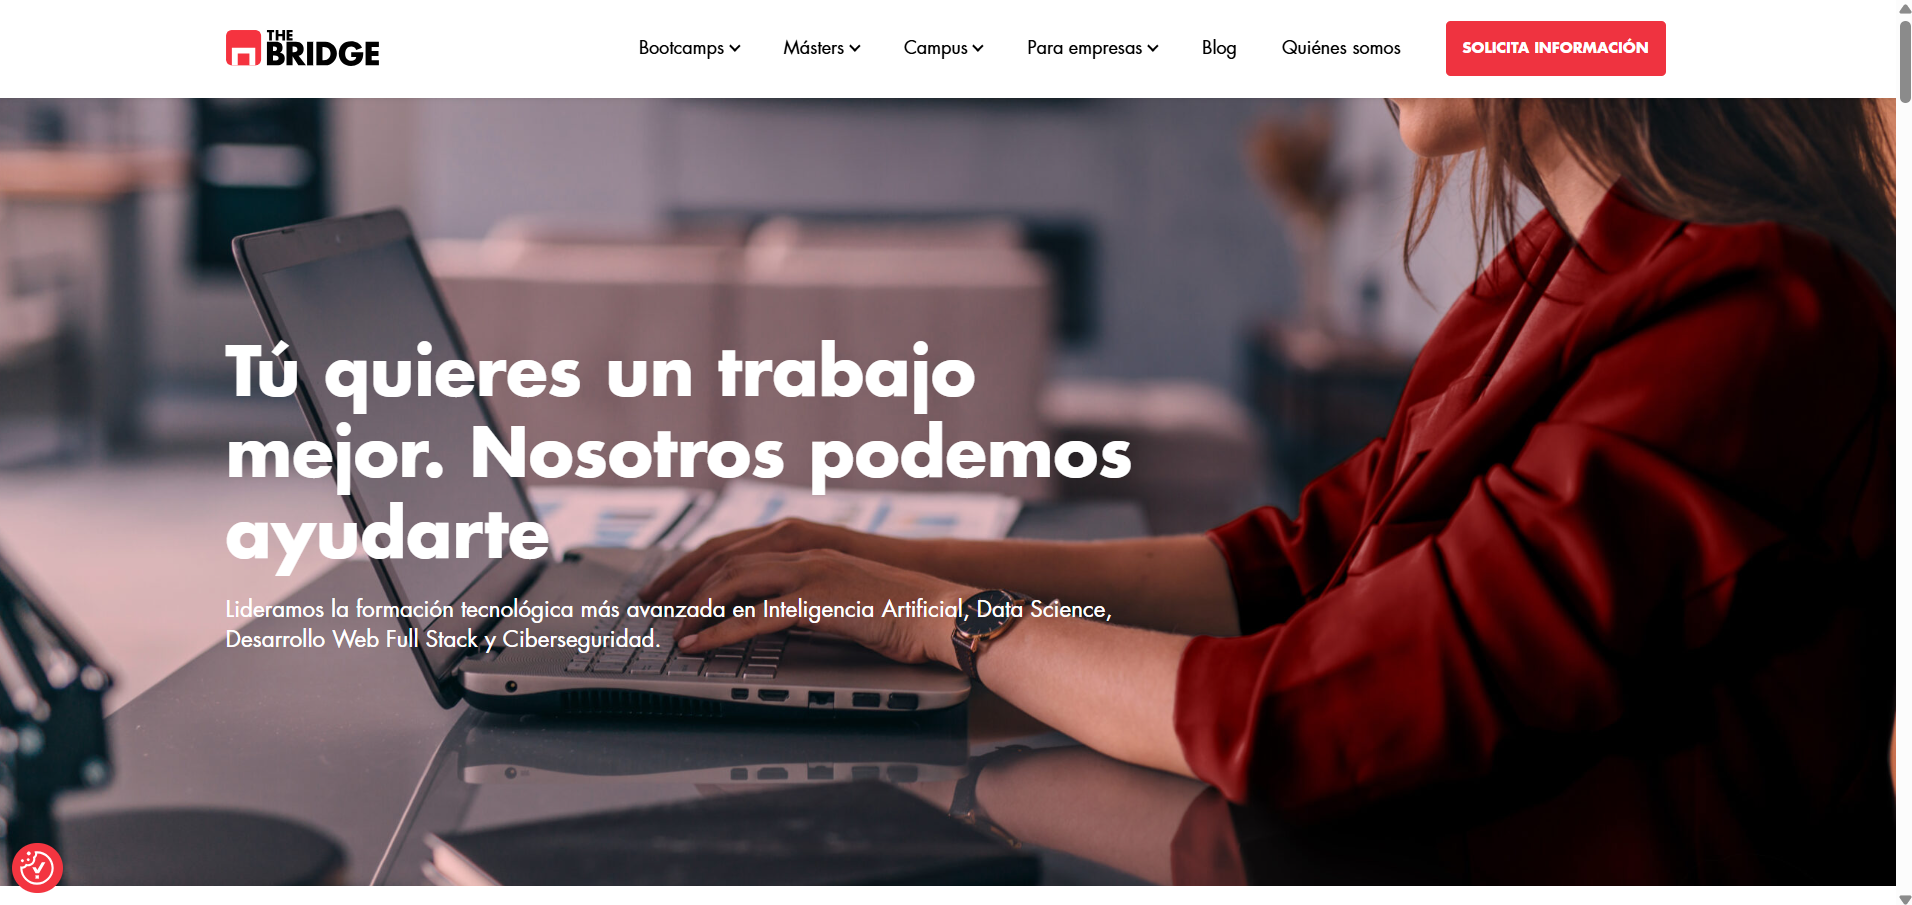 THE
BRIDGE
Bootcamps
Másters
Campus
Para empresas
Blog
Quiénes somos
SOLICITA INFORMACIÓN
Tú quieres un trabajo
mejor. Nosotros podemos
ayudarte
Lideramos la formación tecnológica más avanzada en Inteligencia Artificial, Data Science,
Desarrollo Web Full Stack y Ciberseguridad.